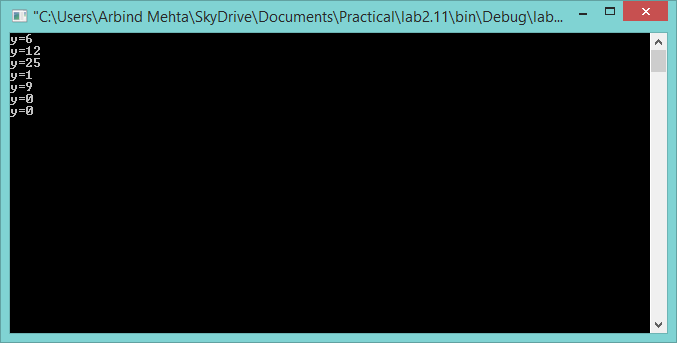 "C:\Users\Arbind Mehta\SkyDrive\Documents\Practical\lab2.11\bin\Debug\lab...
y=6
y=12
y=25
y=1
y=9
y=0
y=0